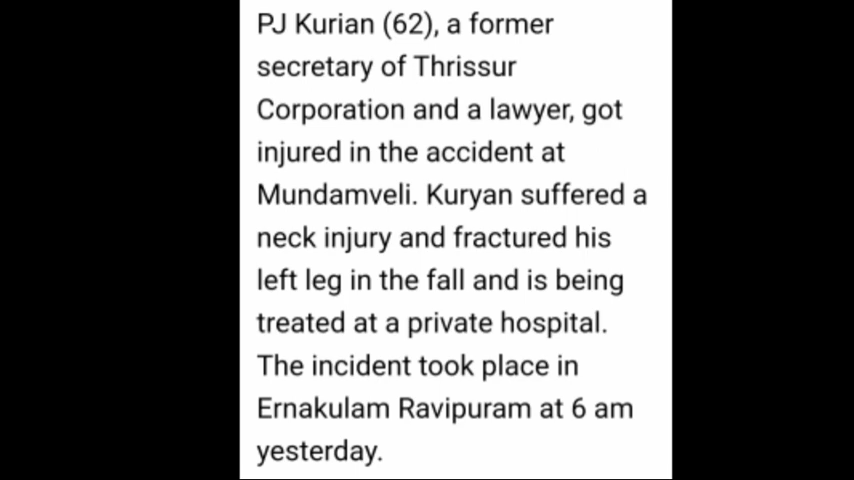 PJ Kurian (62), a former
secretary of Thrissur
Corporation and a lawyer, got
injured in the accident at
Mundamveli. Kuryan suffered a
neck injury and fractured his
left leg in the fall and is being
treated at a private hospital.
The incident took place in
Ernakulam Ravipuram at 6 am
yesterday.